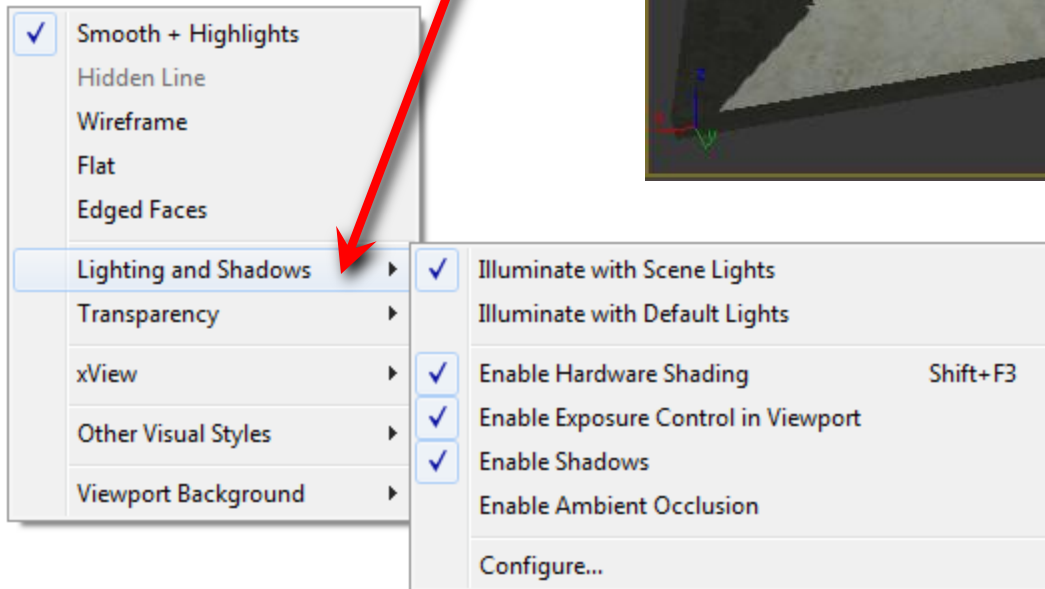 Smooth + Highlights
Hidden Line
Wireframe
Flat
Edged Faces
Lighting and Shadows
Transparency
xView
Other Visual Styles
Viewport Background
Illuminate with Scene Lights
Illuminate with Default Lights
Enable Hardware Shading Shift+F3
Enable Exposure Control in Viewport
Enable Shadows
Enable Ambient Occlusion
Configure...
z
x
y